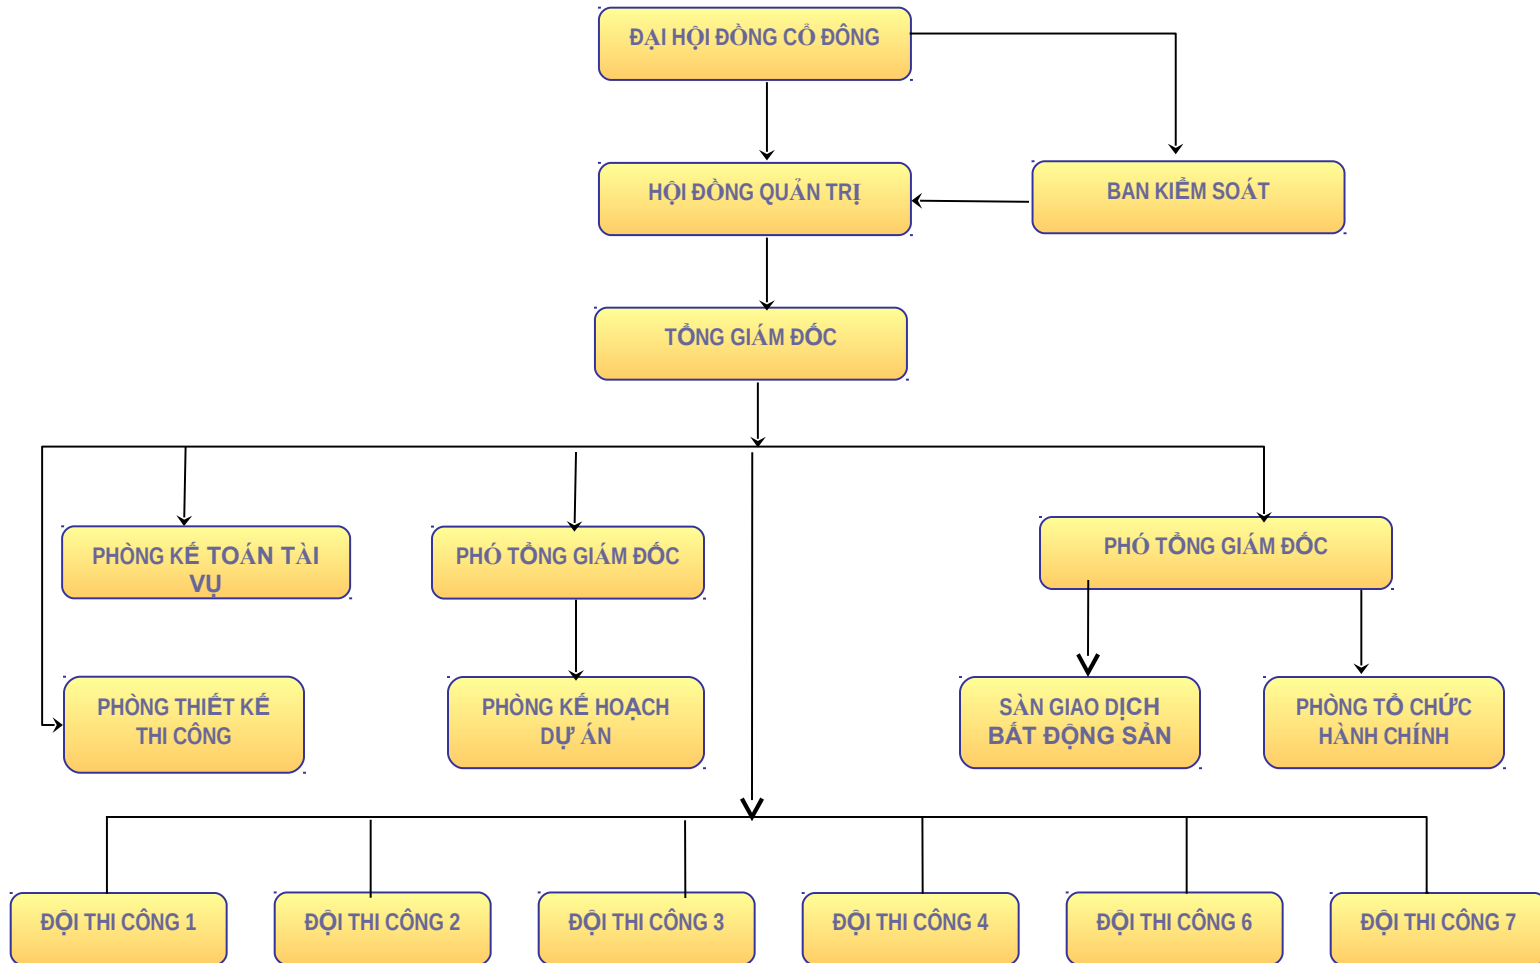 ĐẠI HỘI ĐỒNG CỔ ĐÔNG
HỘI ĐỒNG QUẢN TRỊ
BAN KIỂM SOÁT
TỔNG GIÁM ĐỐC
PHÒNG KẾ TOÁN TÀI
VỤ
PHÓ TỔNG GIÁM ĐỐC
PHÓ TỔNG GIÁM ĐỐC
PHÒNG THIẾT KẾ
THI CÔNG
PHÒNG KẾ HOẠCH
DỰ ÁN
SÀN GIAO DỊCH
BẤT ĐỘNG SẢN
PHÒNG TỔ CHỨC
HÀNH CHÍNH
ĐỘI THI CÔNG 1
ĐỘI THI CÔNG 2
ĐỘI THI CÔNG 3
ĐỘI THI CÔNG 4
ĐỘI THI CÔNG 6
ĐỘI THI CÔNG 7